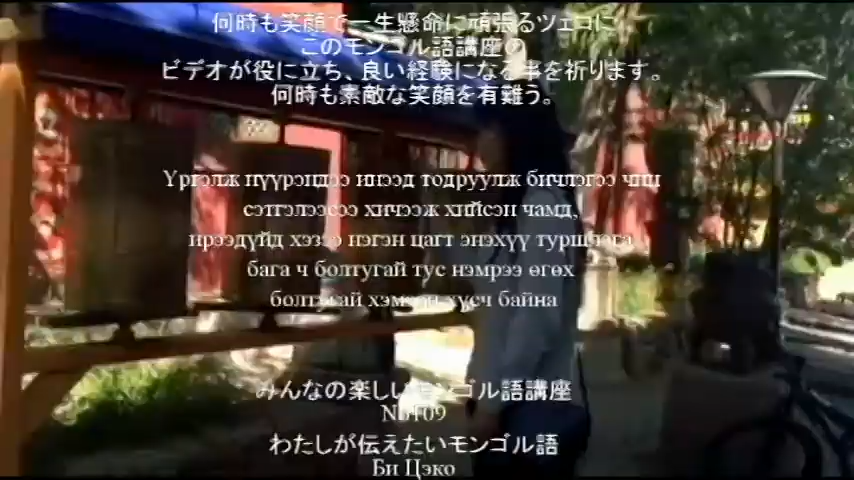 何時も笑顔で一生懸命に頑張るツェコに
このモンゴル語講座の
ビデオが役に立ち、良い経験になる事を祈ります。
何時も素敵な笑顔を有難う。
Үргэлж нүүрэндээ инээд тодруулж бичлэгээ чин
сэтгэлээсээ хичээж хийсэн чамд,
ирээдүйд хэзээ нэгэн цагт энэхүү туршлага
бага ч болтугай тус нэмрээ өгөх
болтугай хэмээн хүсч байна
みんなの楽しいモンゴル語講座
No109
わたしが伝えたいモンゴル語
Би Цэко